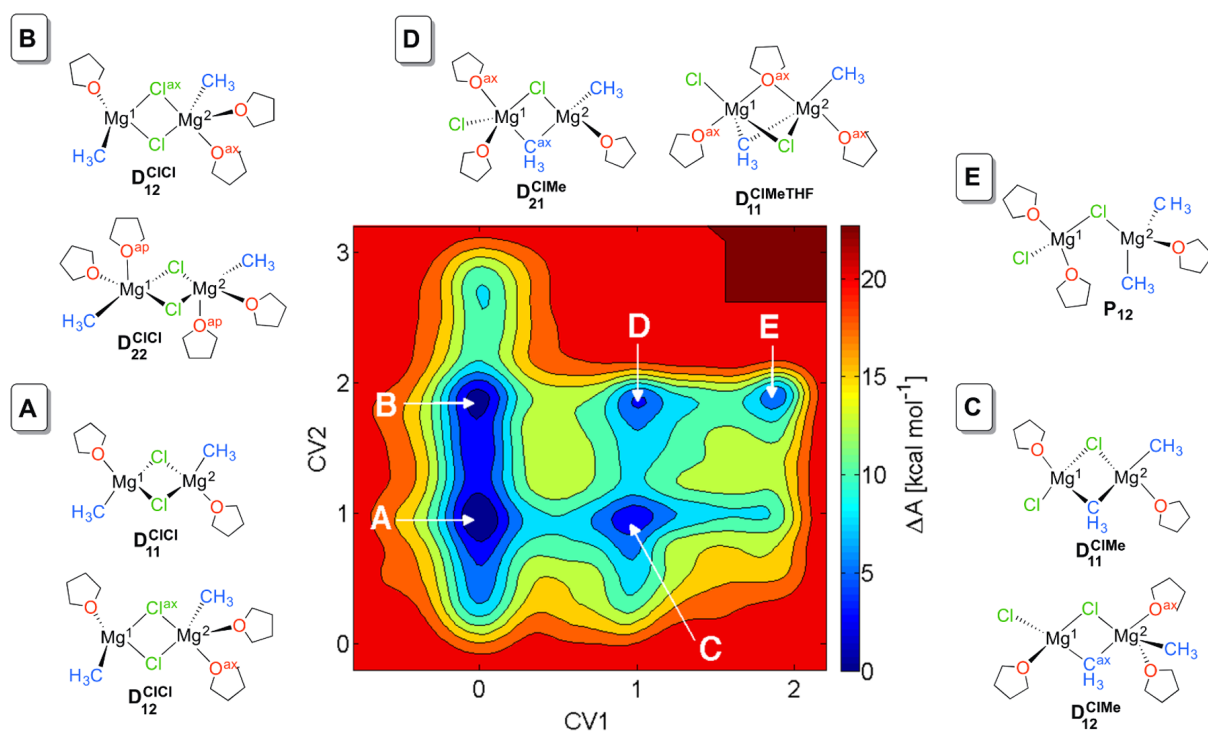 B
Cl^ax
CH₃
O
Mg¹
Mg²
O
Cl
H₃C
O^ax
D₁₂^ClCl
O^ap
O
Cl
CH₃
Mg¹
Mg²
Cl
O
H₃C
O^ap
D₂₂^ClCl
A
O
Cl
CH₃
Mg¹
Mg²
Cl
H₃C
O
D₁₁^ClCl
O
Cl^ax
CH₃
Mg¹
Mg²
O
Cl
H₃C
O^ax
D₁₂^ClCl
D
O^ax
Cl
CH₃
Cl
Mg¹
Mg²
O
C^ax
H₃
O
D₂₁^ClMe
Cl
O^ax
CH₃
Mg¹
Mg²
O^ax
C
H₃
Cl
O^ax
D₁₁^ClMeTHF
E
O
Cl
C H₃
Mg¹
Mg²
O
Cl
O
CH₃
P₁₂
C
O
Cl
CH₃
Mg¹
Mg²
Cl
C
H₃
O
D₁₁^ClMe
Cl
Cl
O^ax
Mg¹
Mg²
CH₃
O
C^ax
H₃
O
D₁₂^ClMe
3
2
1
0
CV2
0 1 2
CV1
D
E
B
A
C
20
15
10
5
0
ΔA [kcal mol⁻¹]